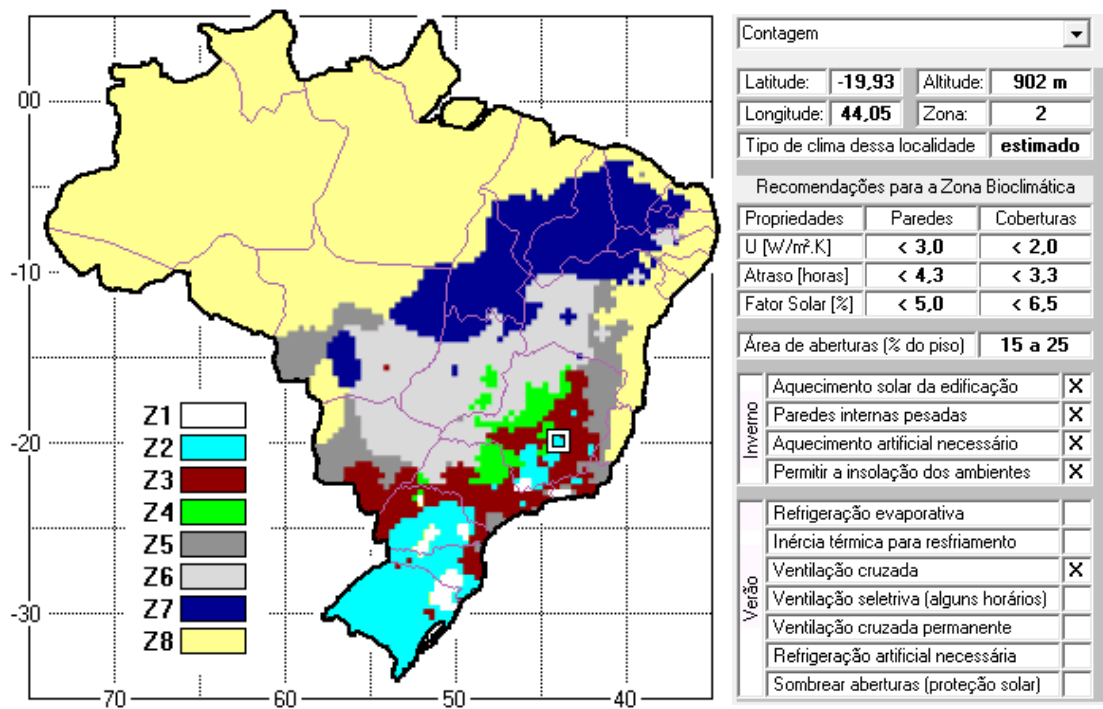 00
-10
-20
-30
70
60
50
40
Z1
Z2
Z3
Z4
Z5
Z6
Z7
Z8
Contagem
Latitude: -19,93 Altitude: 902 m
Longitude: 44,05 Zona: 2
Tipo de clima dessa localidade estimado
Recomendações para a Zona Bioclimática
Propriedades Paredes Coberturas
U [W/m².K] < 3,0 < 2,0
Atraso [horas] < 4,3 < 3,3
Fator Solar [%] < 5,0 < 6,5
Área de aberturas (% do piso) 15 a 25
Inverno
Aquecimento solar da edificação X
Paredes internas pesadas X
Aquecimento artificial necessário X
Permitir a insolação dos ambientes X
Verão
Refrigeração evaporativa
Inércia térmica para resfriamento
Ventilação cruzada X
Ventilação seletiva (alguns horários)
Ventilação cruzada permanente
Refrigeração artificial necessária
Sombrear aberturas (proteção solar)